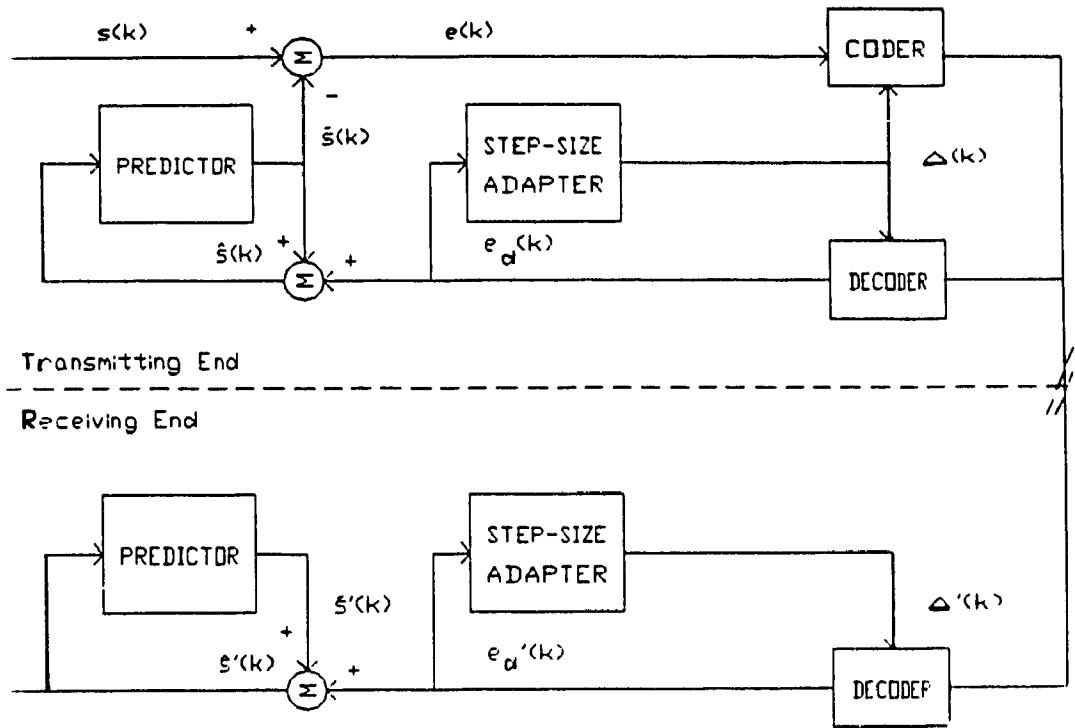 s(k) + e(k)
Σ
CODER
-
s̃(k)
PREDICTOR
STEP-SIZE
ADAPTER
Δ(k)
ŝ(k) +
e_d(k)
+
Σ
DECODER
Transmitting End
Receiving End
PREDICTOR
STEP-SIZE
ADAPTER
s̃'(k)
Δ'(k)
+
ŝ'(k)
e_d'(k)
+
Σ
DECODER